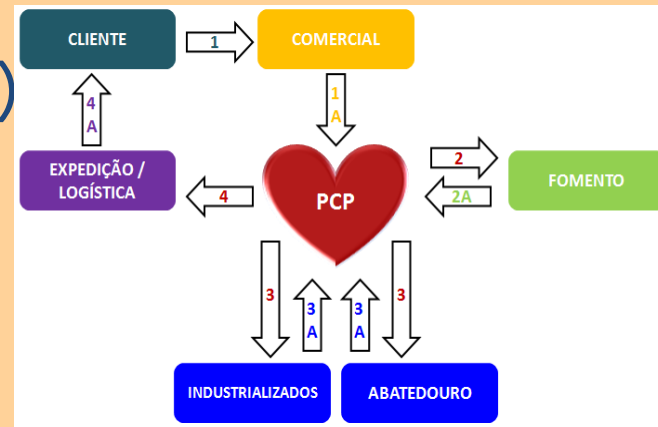 CLIENTE
1
COMERCIAL
4
A
1
A
EXPEDIÇÃO /
LOGÍSTICA
4
PCP
2
2A
FOMENTO
3
3
A
3
A
3
INDUSTRIALIZADOS
ABATEDOURO